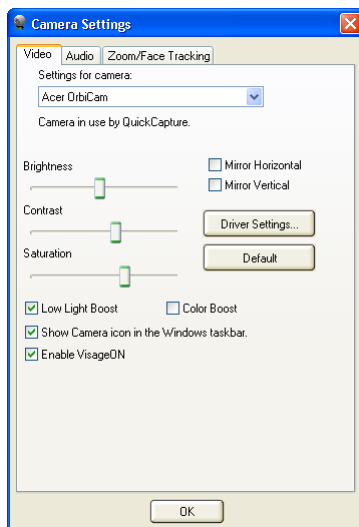 Camera Settings
Video Audio Zoom/Face Tracking
Settings for camera:
Acer OrbiCam
Camera in use by QuickCapture.
Brightness
Mirror Horizontal
Mirror Vertical
Contrast
Driver Settings...
Saturation
Default
Low Light Boost Color Boost
Show Camera icon in the Windows taskbar.
Enable VisageON
OK